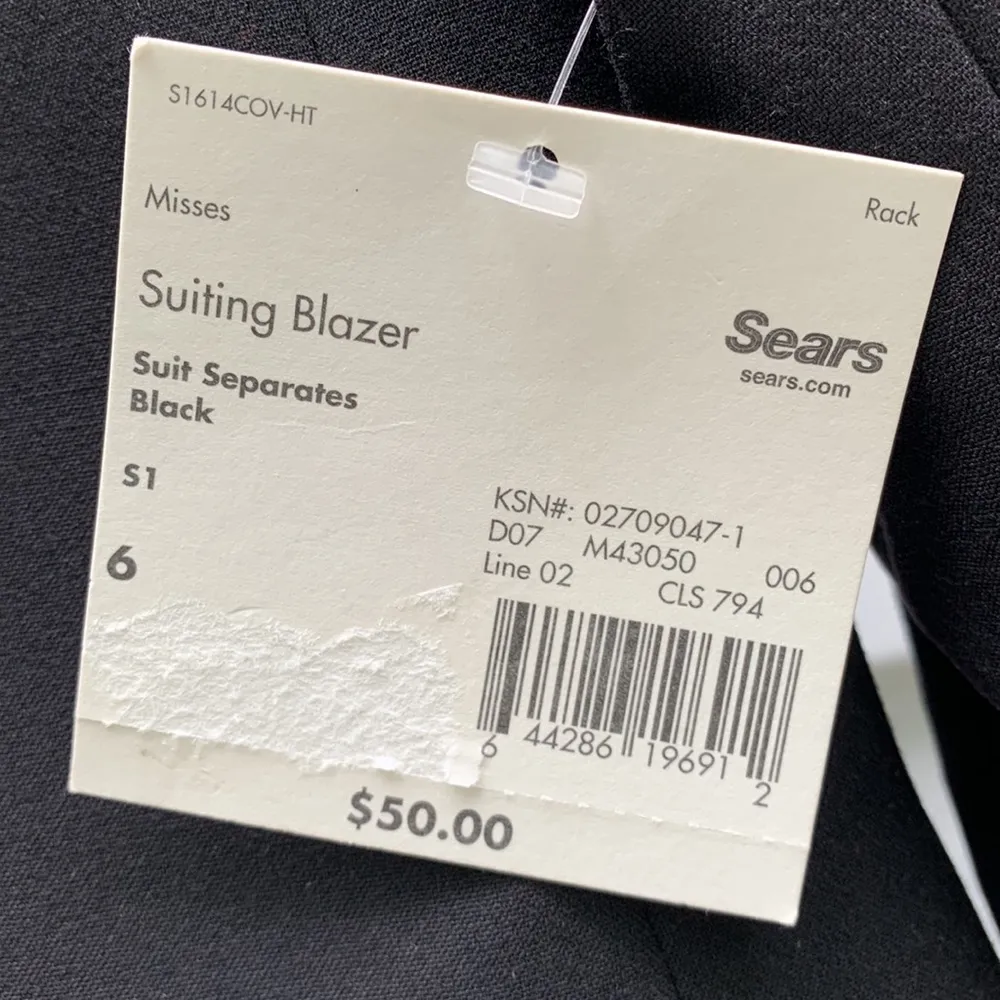 S1614COV-HT
Misses
Rack
Suiting Blazer
Suit Separates
Black
Sears
sears.com
S1
6
KSN#: 02709047-1
D07 M43050 006
Line 02 CLS 794
6 44286 19691 2
$50.00